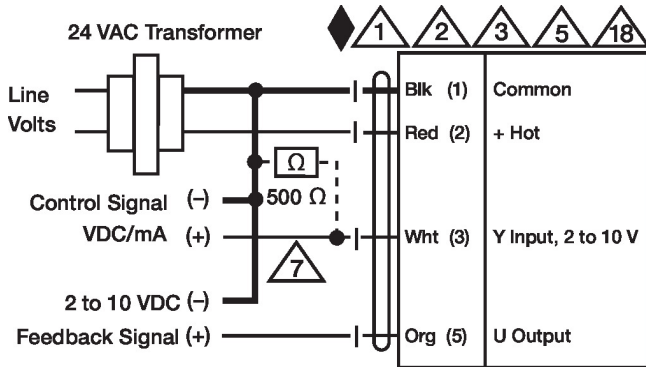 24 VAC Transformer
1 2 3 5 18
Line
Volts
Blk (1) Common
Red (2) + Hot
Ω
500 Ω
Control Signal (-)
VDC/mA (+)
Wht (3) Y Input, 2 to 10 V
7
2 to 10 VDC (-)
Feedback Signal (+)
Org (5) U Output